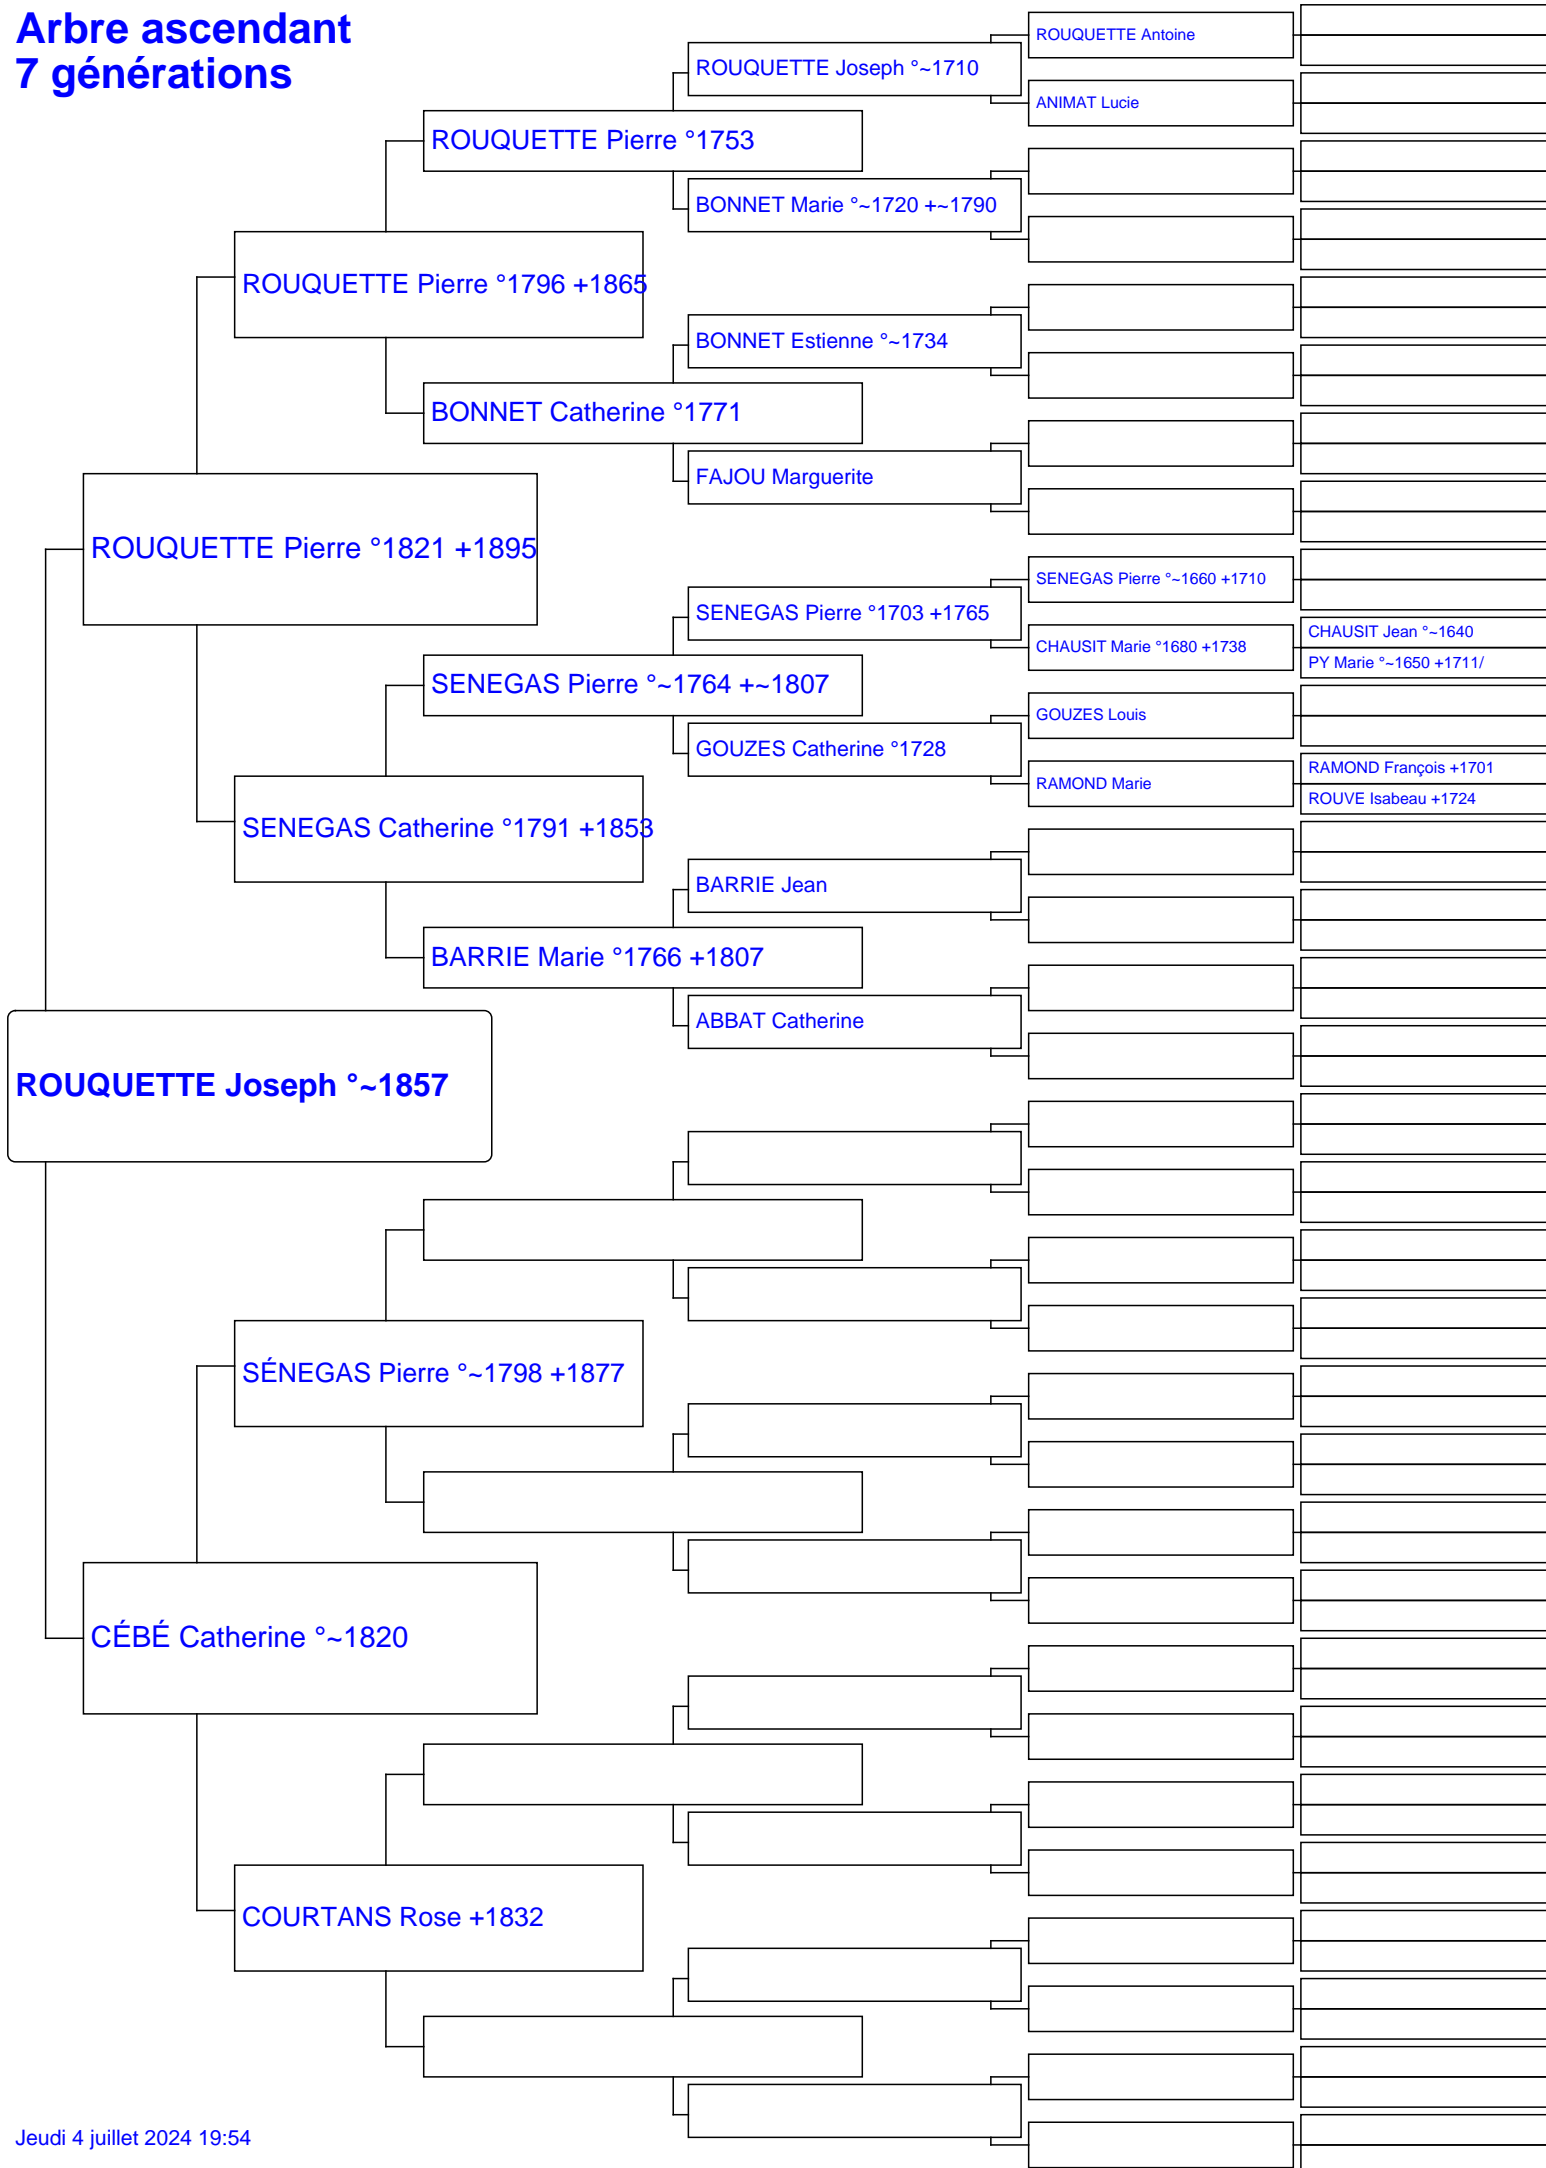 Arbre ascendant
7 générations
ROUQUETTE Antoine
ROUQUETTE Joseph °~1710
ANIMAT Lucie
ROUQUETTE Pierre °1753
BONNET Marie °~1720 +~1790
ROUQUETTE Pierre °1796 +1865
BONNET Estienne °~1734
BONNET Catherine °1771
FAJOU Marguerite
ROUQUETTE Pierre °1821 +1895
SENEGAS Pierre °~1660 +1710
SENEGAS Pierre °1703 +1765
CHAUSIT Jean °~1640
CHAUSIT Marie °1680 +1738
PY Marie °~1650 +1711/
SENEGAS Pierre °~1764 +~1807
GOUZES Louis
GOUZES Catherine °1728
RAMOND François +1701
RAMOND Marie
ROUVE Isabeau +1724
SENEGAS Catherine °1791 +1853
BARRIE Jean
BARRIE Marie °1766 +1807
ABBAT Catherine
ROUQUETTE Joseph °~1857
SÉNEGAS Pierre °~1798 +1877
CÉBÉ Catherine °~1820
COURTANS Rose +1832
Jeudi 4 juillet 2024 19:54